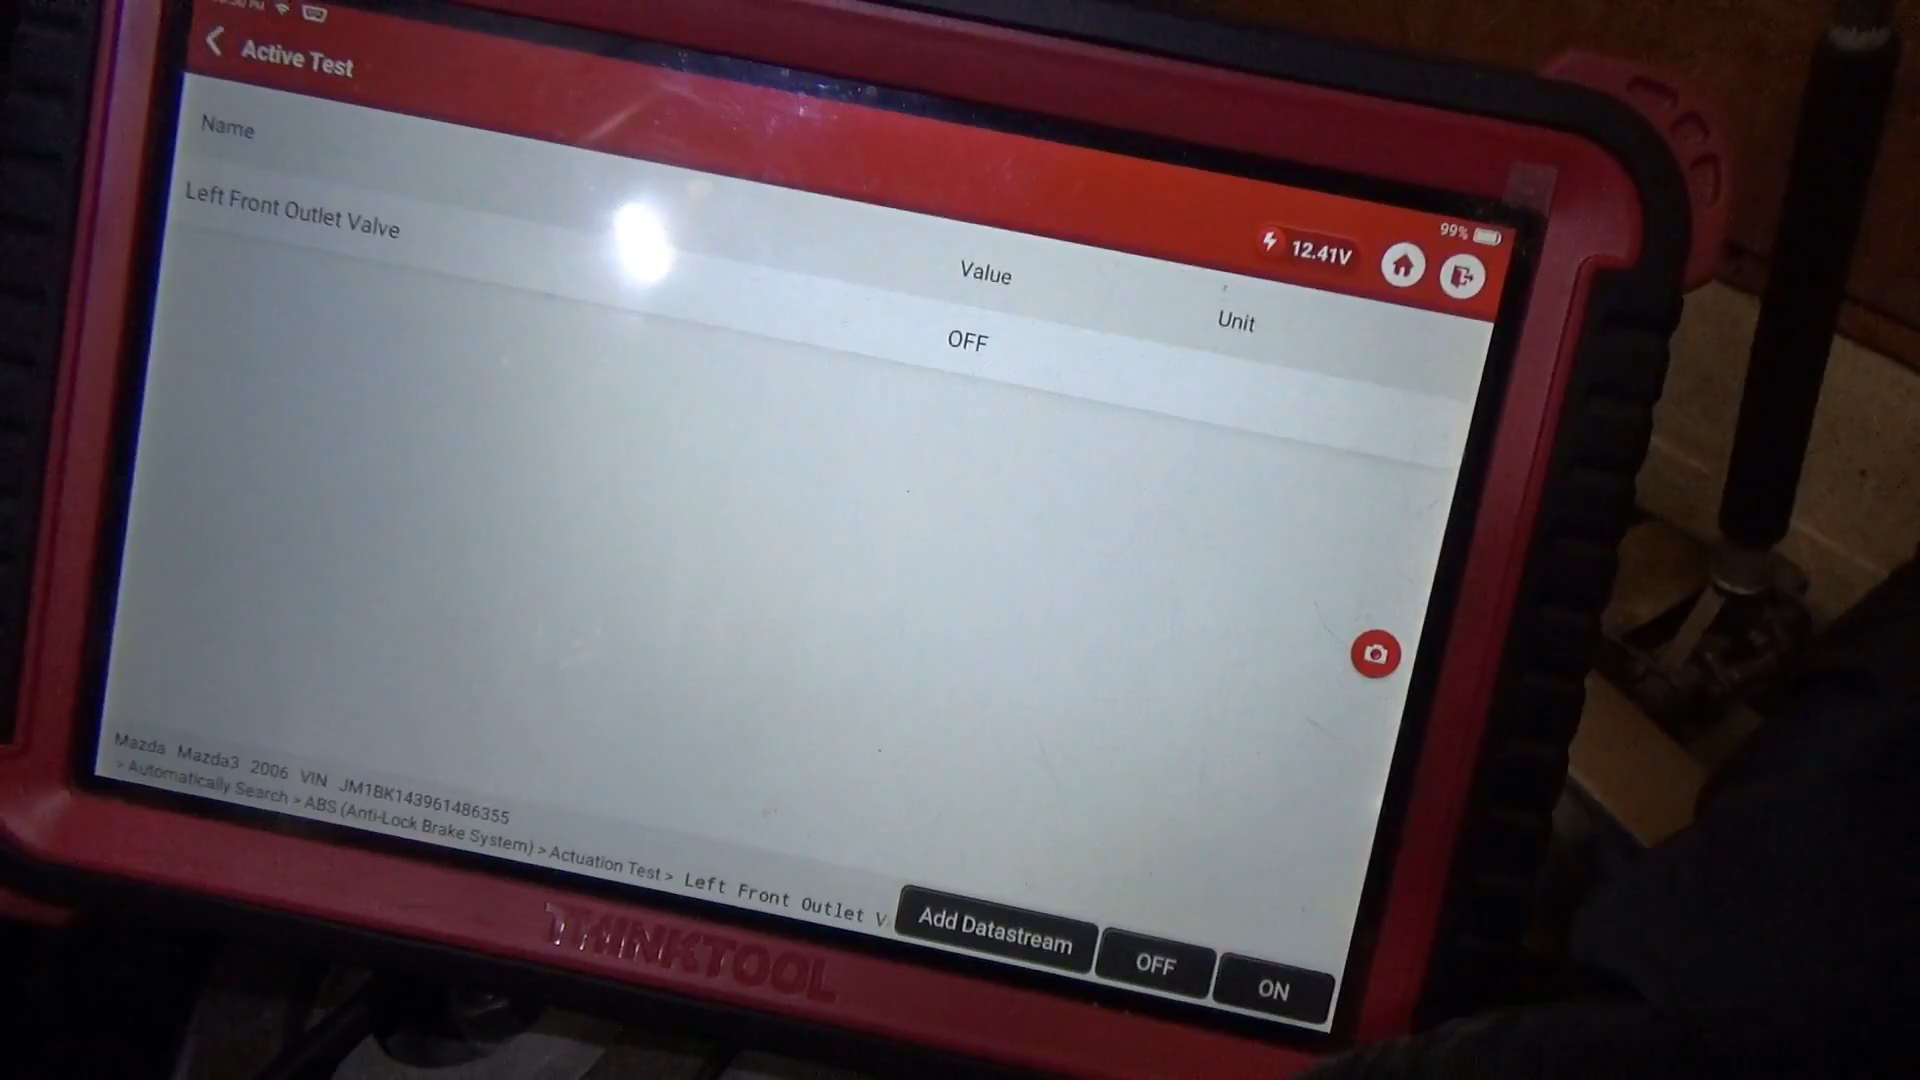 Active Test
99%
12.41V
Name
Value
Unit
Left Front Outlet Valve
OFF
Mazda Mazda3 2006 VIN JM1BK143961486355
> Automatically Search > ABS (Anti-Lock Brake System) > Actuation Test > Left Front Outlet V
Add Datastream
OFF
ON
THINKTOOL